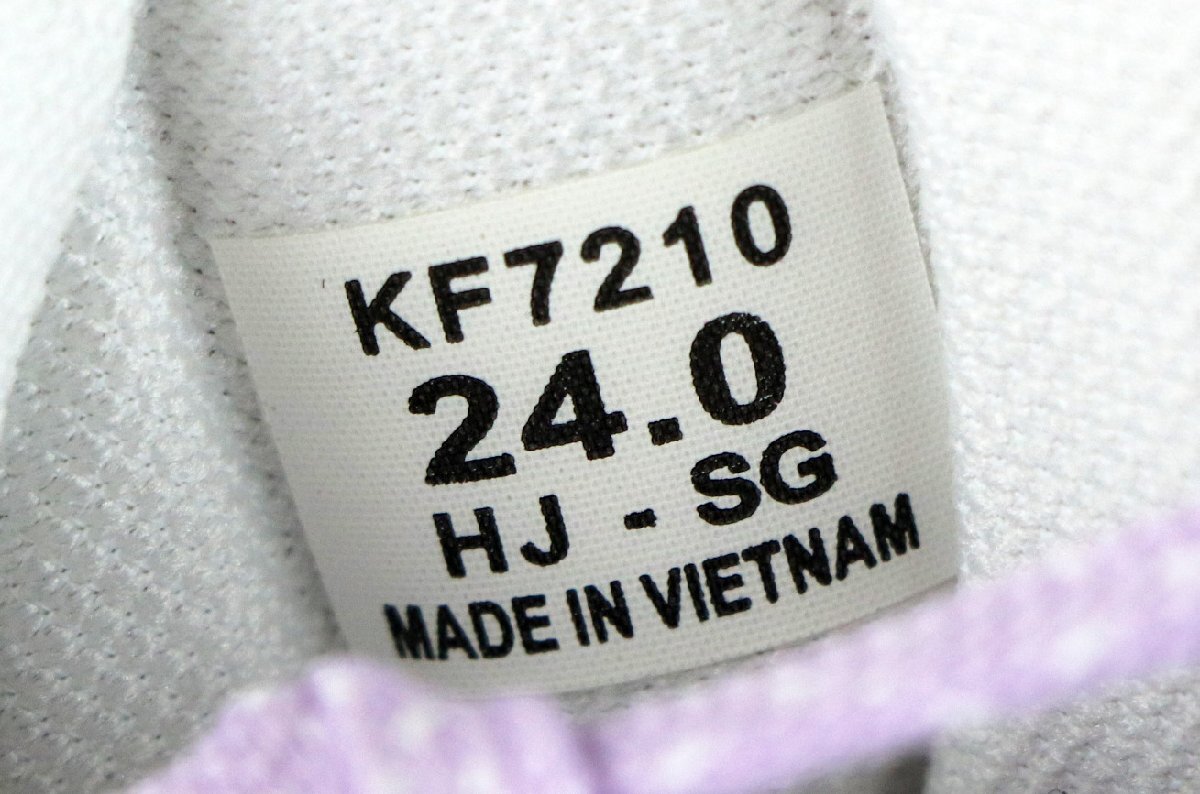 KF7210
24.0
HJ - SG
MADE IN VIETNAM